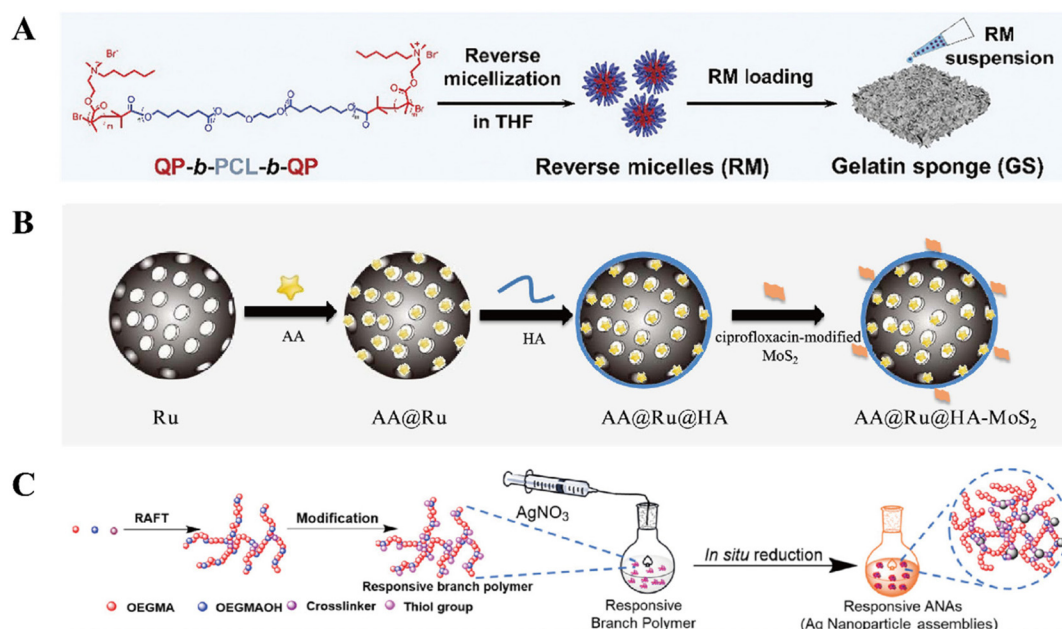 A
Br⁻
N⁺
O
Br
n
m
Reverse
micellization
in THF
RM loading
RM
suspension
QP-b-PCL-b-QP
Reverse micelles (RM)
Gelatin sponge (GS)
B
AA
HA
ciprofloxacin-modified
MoS₂
Ru
AA@Ru
AA@Ru@HA
AA@Ru@HA-MoS₂
C
RAFT
Modification
AgNO₃
In situ reduction
Responsive branch polymer
OEGMA
OEGMAOH
Crosslinker
Thiol group
Responsive
Branch Polymer
Responsive ANAs
(Ag Nanoparticle assemblies)